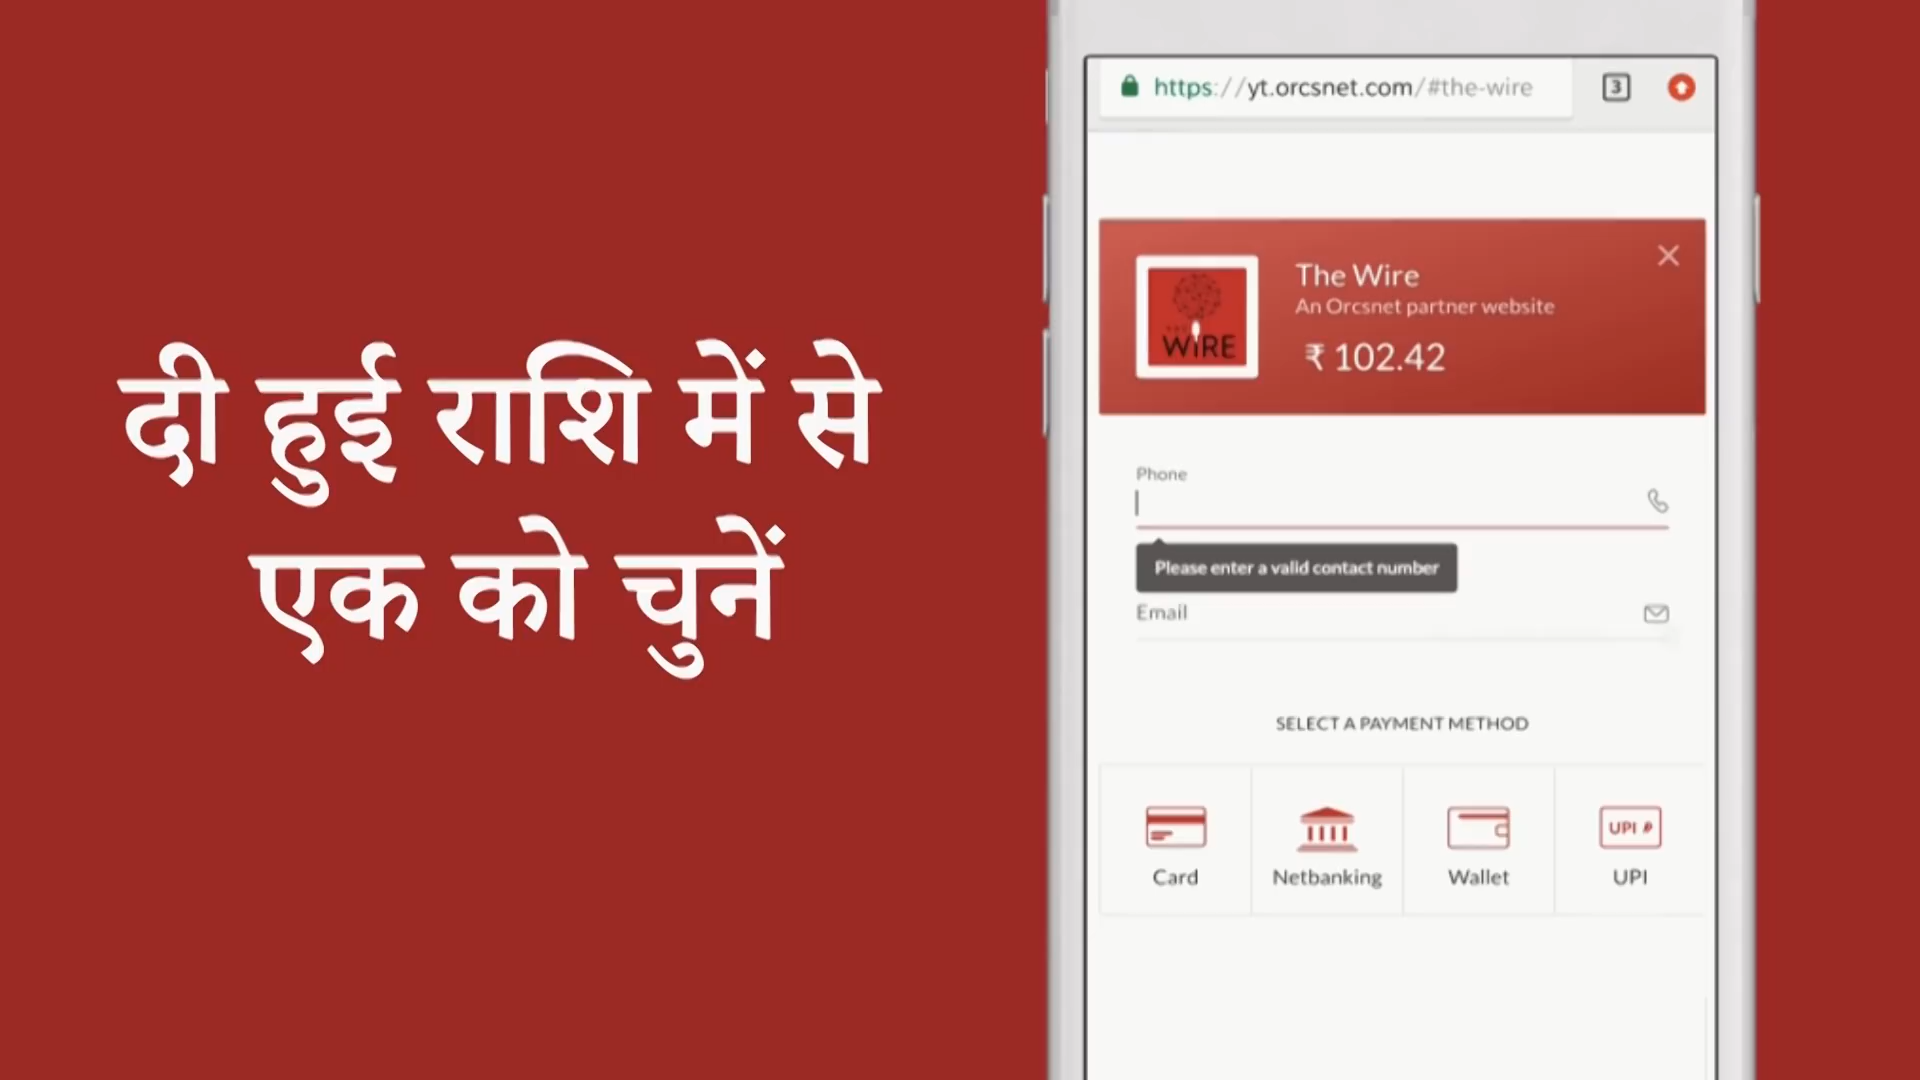 दी हुई राशि में से
एक को चुनें
https://yt.orcsnet.com/#the-wire
3
The Wire
An Orcsnet partner website
₹ 102.42
THE
WIRE
Phone
Please enter a valid contact number
Email
SELECT A PAYMENT METHOD
Card
Netbanking
Wallet
UPI
UPI